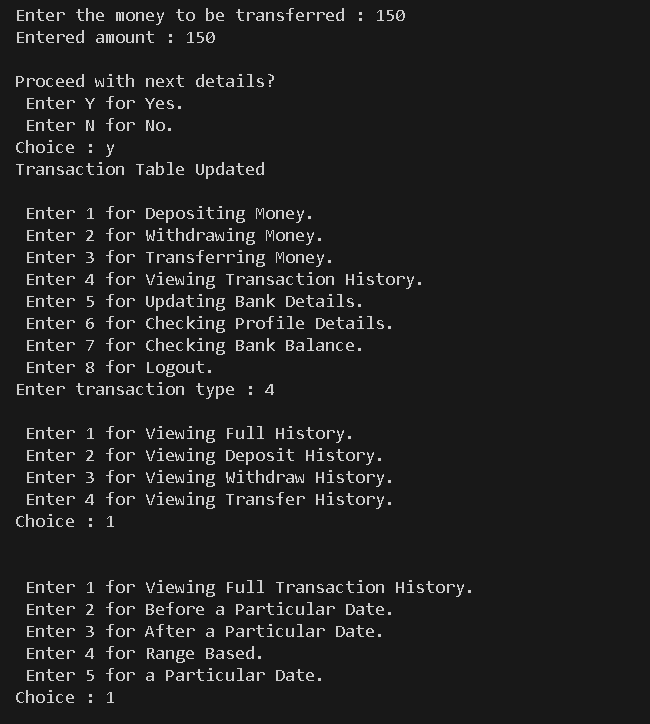 Enter the money to be transferred : 150
Entered amount : 150
Proceed with next details?
Enter Y for Yes.
Enter N for No.
Choice : y
Transaction Table Updated
Enter 1 for Depositing Money.
Enter 2 for Withdrawing Money.
Enter 3 for Transferring Money.
Enter 4 for Viewing Transaction History.
Enter 5 for Updating Bank Details.
Enter 6 for Checking Profile Details.
Enter 7 for Checking Bank Balance.
Enter 8 for Logout.
Enter transaction type : 4
Enter 1 for Viewing Full History.
Enter 2 for Viewing Deposit History.
Enter 3 for Viewing Withdraw History.
Enter 4 for Viewing Transfer History.
Choice : 1
Enter 1 for Viewing Full Transaction History.
Enter 2 for Before a Particular Date.
Enter 3 for After a Particular Date.
Enter 4 for Range Based.
Enter 5 for a Particular Date.
Choice : 1